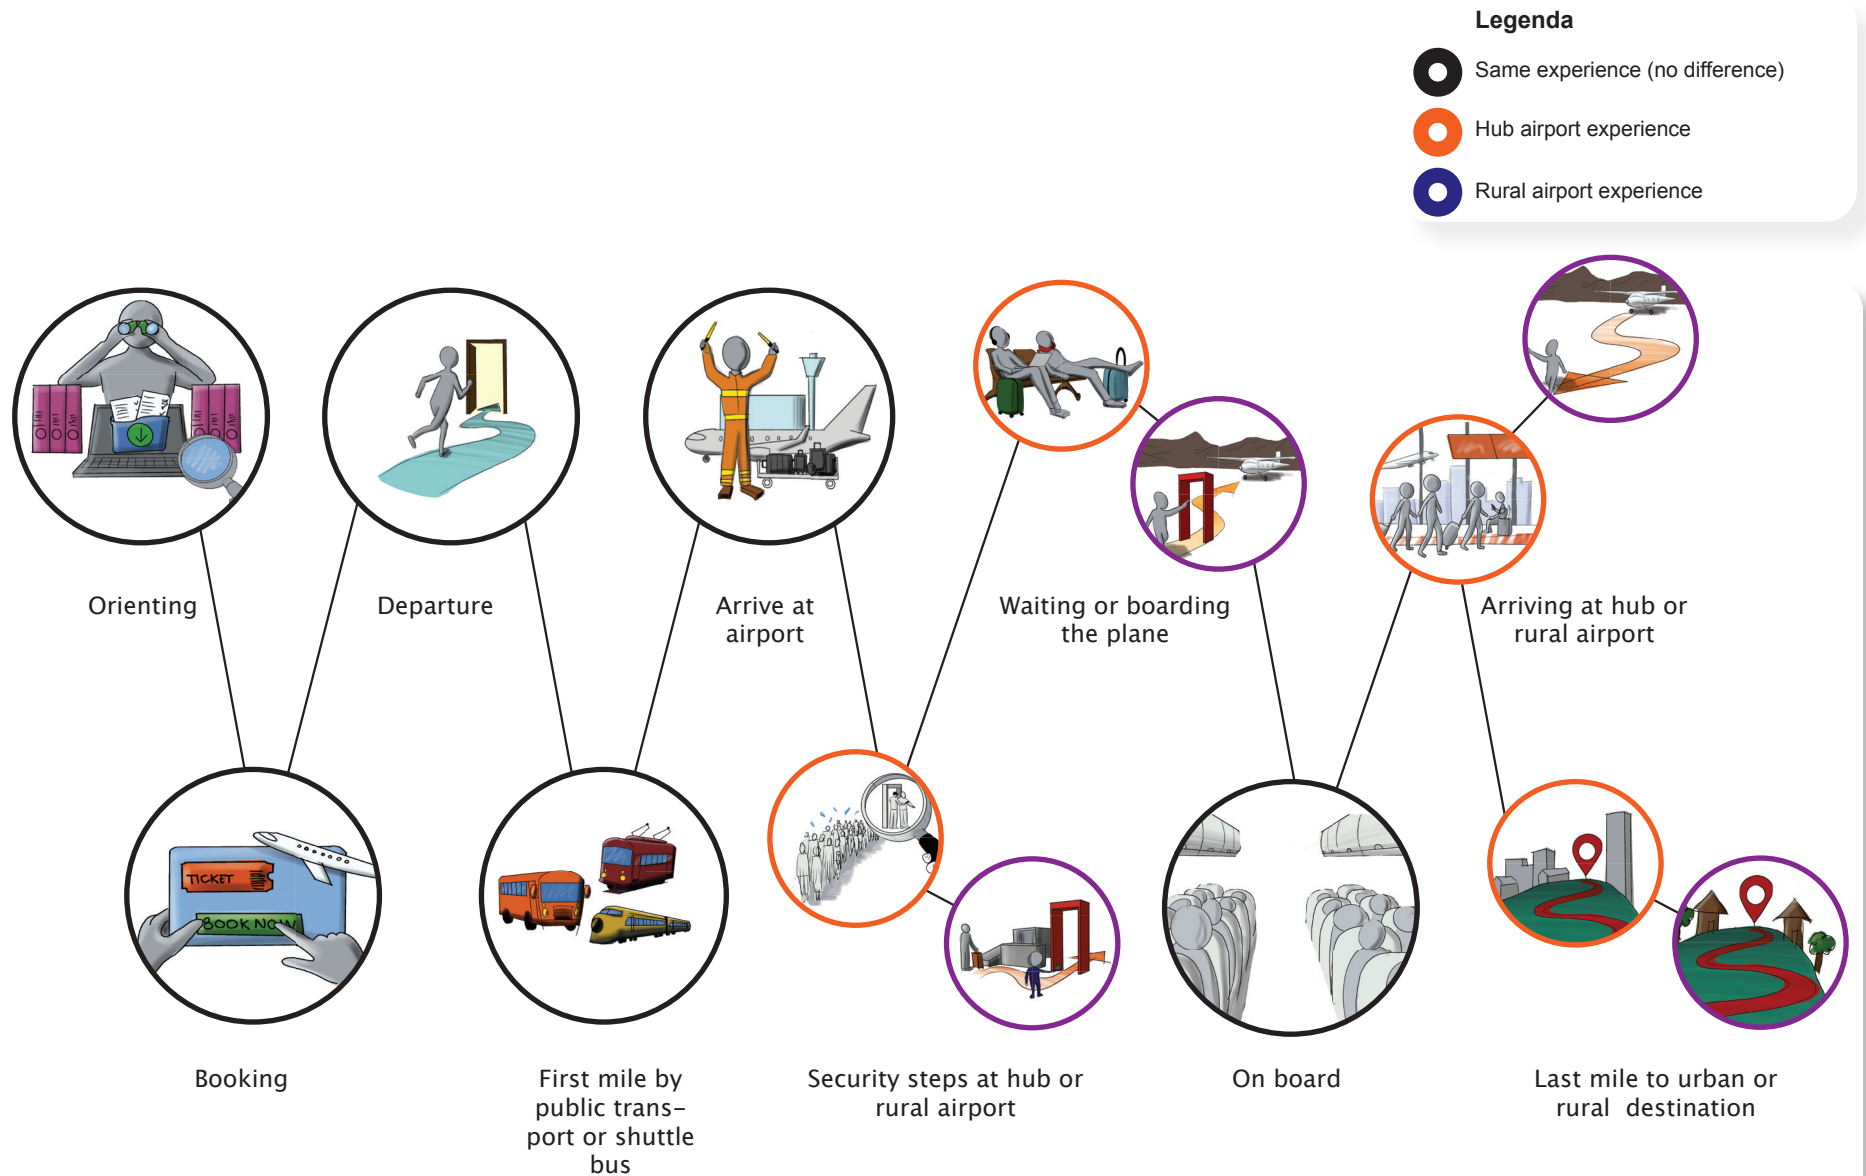 Legenda
Same experience (no difference)
Hub airport experience
Rural airport experience
Orienting
Departure
Arrive at
airport
Waiting or boarding
the plane
Arriving at hub or
rural airport
TICKET
BOOK NOW
Booking
First mile by
public trans-
port or shuttle
bus
Security steps at hub or
rural airport
On board
Last mile to urban or
rural destination